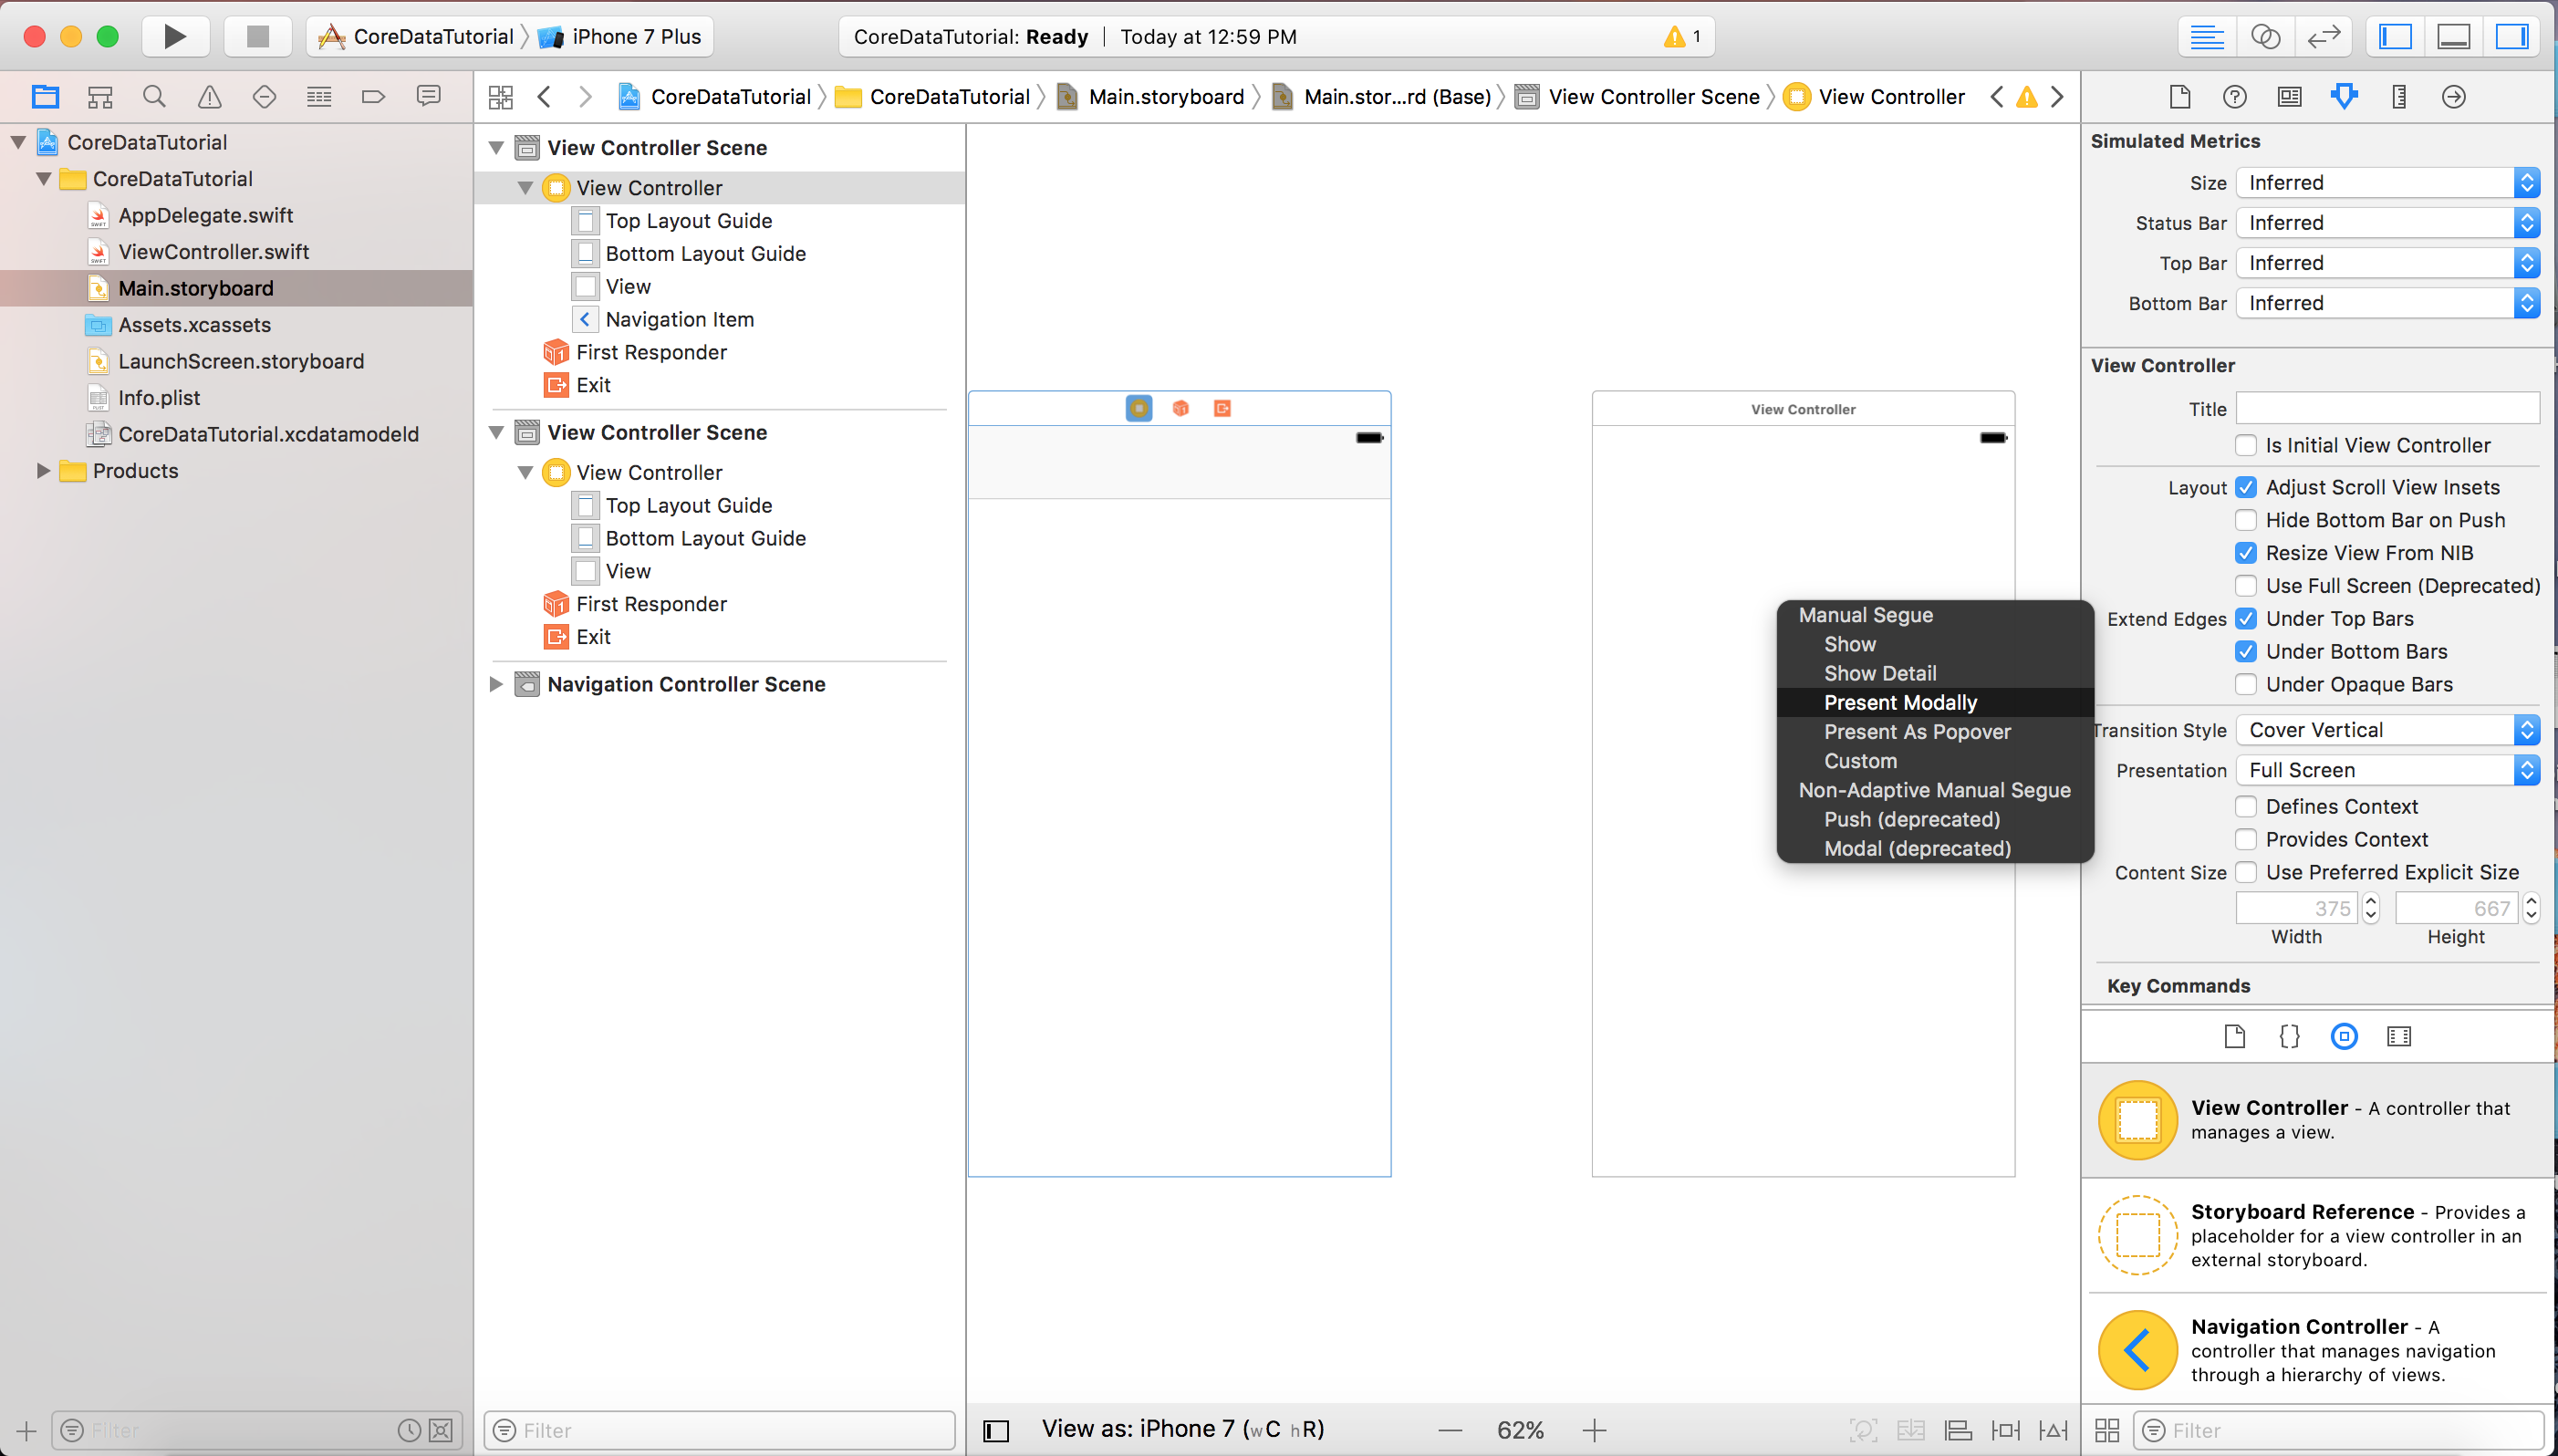 CoreDataTutorial iPhone 7 Plus
CoreDataTutorial: Ready | Today at 12:59 PM
1
CoreDataTutorial CoreDataTutorial Main.storyboard Main.stor...rd (Base) View Controller Scene View Controller
CoreDataTutorial
CoreDataTutorial
AppDelegate.swift
ViewController.swift
Main.storyboard
Assets.xcassets
LaunchScreen.storyboard
Info.plist
CoreDataTutorial.xcdatamodeld
Products
Filter
View Controller Scene
View Controller
Top Layout Guide
Bottom Layout Guide
View
Navigation Item
First Responder
Exit
View Controller Scene
View Controller
Top Layout Guide
Bottom Layout Guide
View
First Responder
Exit
Navigation Controller Scene
Filter
View Controller
Manual Segue
Show
Show Detail
Present Modally
Present As Popover
Custom
Non-Adaptive Manual Segue
Push (deprecated)
Modal (deprecated)
View as: iPhone 7 (wC hR)
62%
Simulated Metrics
Size Inferred
Status Bar Inferred
Top Bar Inferred
Bottom Bar Inferred
View Controller
Title
Is Initial View Controller
Layout Adjust Scroll View Insets
Hide Bottom Bar on Push
Resize View From NIB
Use Full Screen (Deprecated)
Extend Edges Under Top Bars
Under Bottom Bars
Under Opaque Bars
Transition Style Cover Vertical
Presentation Full Screen
Defines Context
Provides Context
Content Size Use Preferred Explicit Size
375 667
Width Height
Key Commands
View Controller - A controller that
manages a view.
Storyboard Reference - Provides a
placeholder for a view controller in an
external storyboard.
Navigation Controller - A
controller that manages navigation
through a hierarchy of views.
Filter